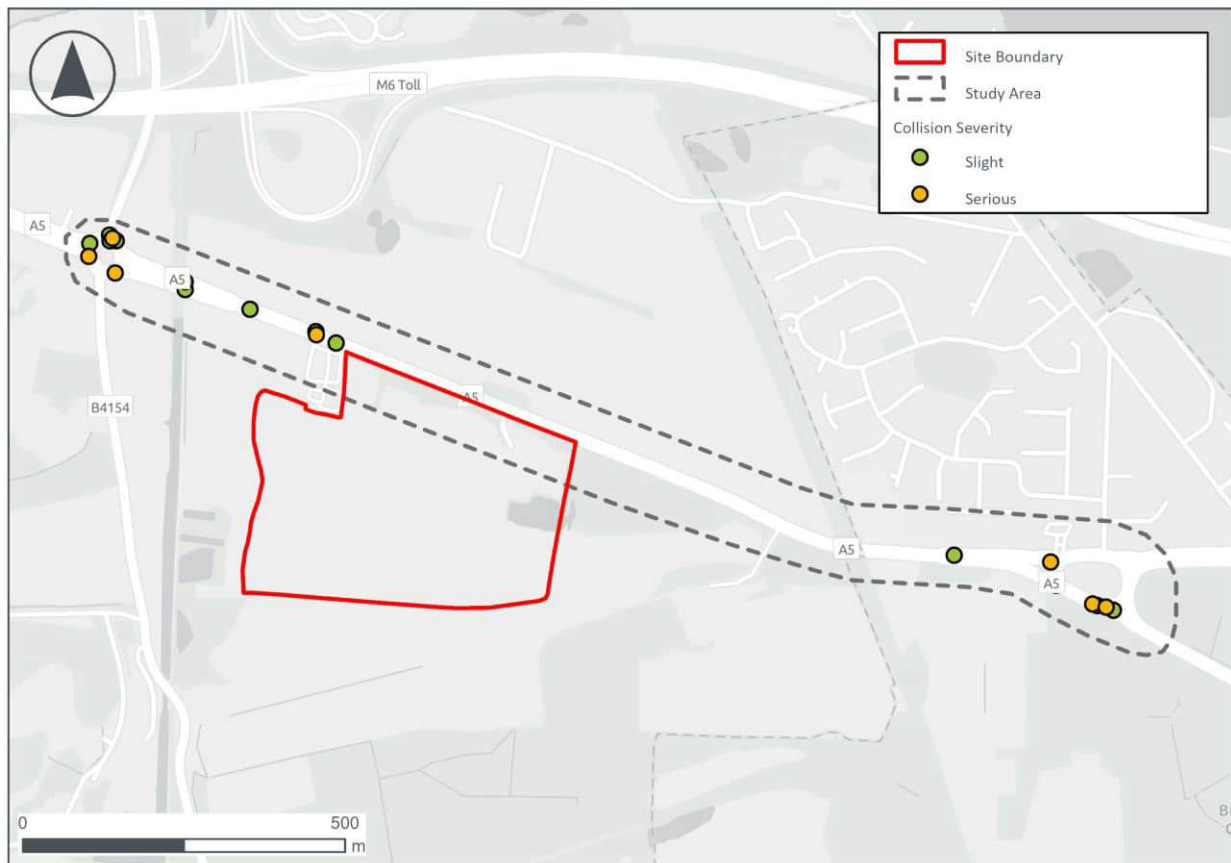 M6 Toll
Site Boundary
Study Area
Collision Severity
Slight
Serious
A5
A5
B4154
A5
A5
A5
0
500
m